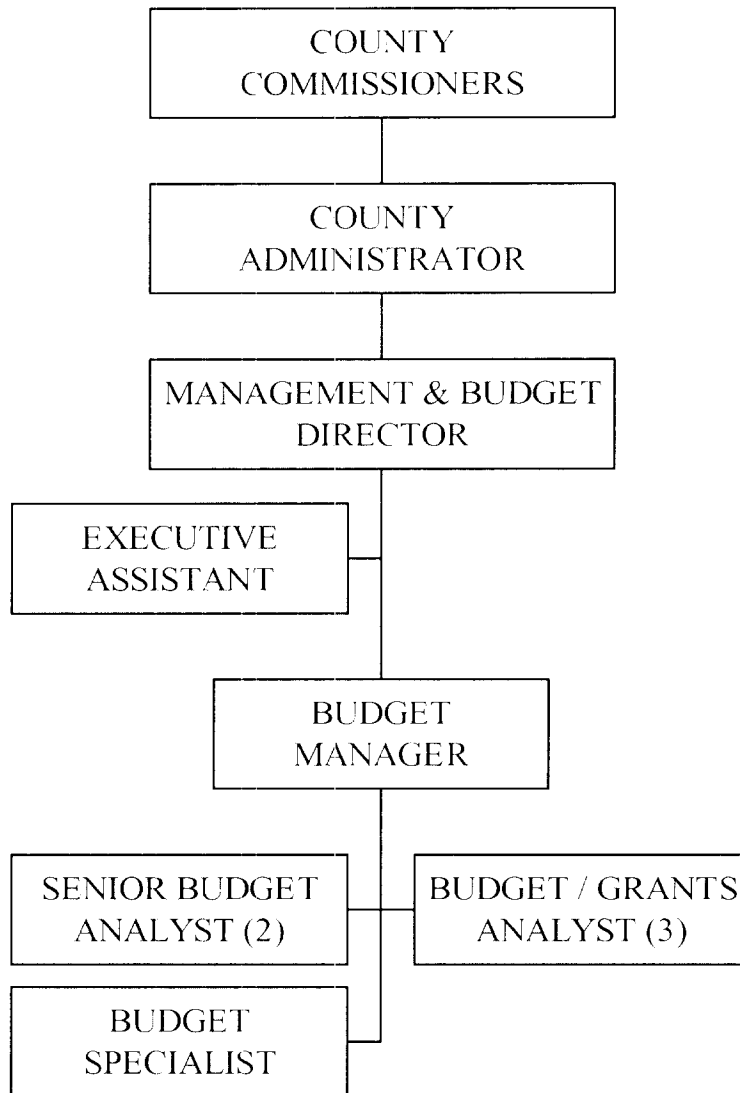 COUNTY
COMMISSIONERS
COUNTY
ADMINISTRATOR
MANAGEMENT & BUDGET
DIRECTOR
EXECUTIVE
ASSISTANT
BUDGET
MANAGER
SENIOR BUDGET
ANALYST (2)
BUDGET / GRANTS
ANALYST (3)
BUDGET
SPECIALIST